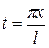 t = πx / l